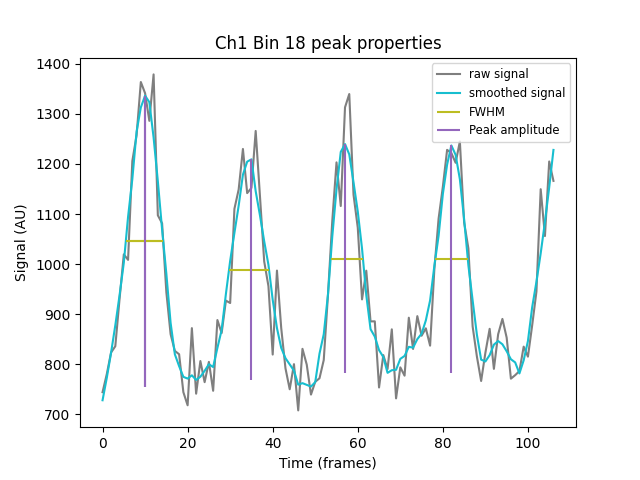 Ch1 Bin 18 peak properties
raw signal
smoothed signal
FWHM
Peak amplitude
Signal (AU)
1400
1300
1200
1100
1000
900
800
700
0 20 40 60 80 100
Time (frames)